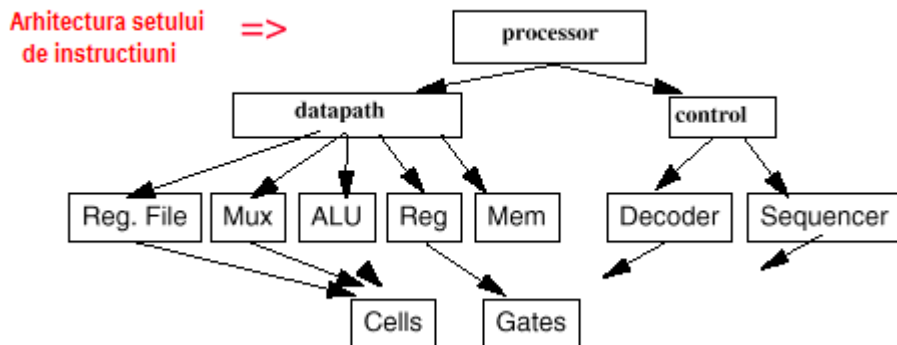 Arhitectura setului
de instructiuni
=>
processor
datapath
control
Reg. File
Mux
ALU
Reg
Mem
Decoder
Sequencer
Cells
Gates